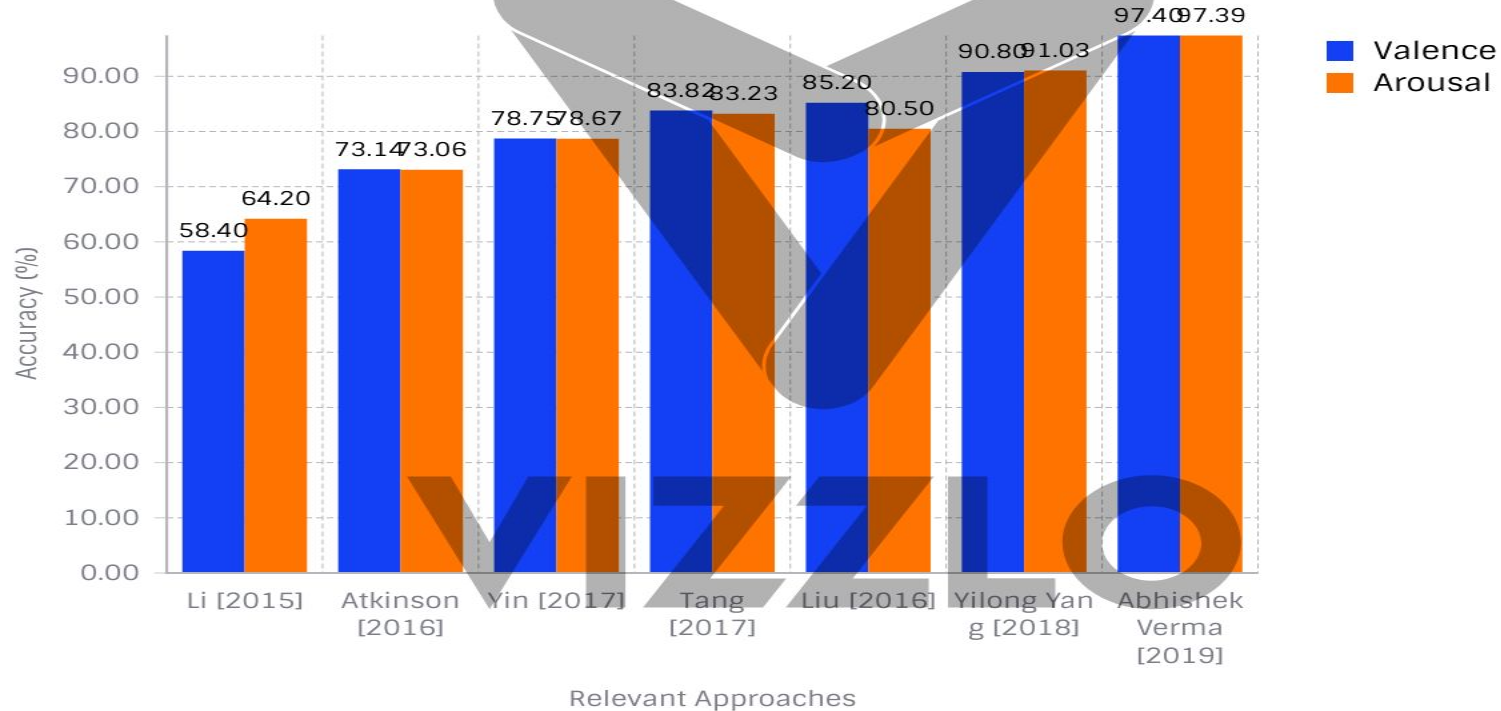 97.40 97.39
90.80 91.03
85.20
83.82 83.23
80.50
78.75 78.67
73.14 73.06
64.20
58.40
Valence
Arousal
90.00
80.00
70.00
60.00
50.00
40.00
30.00
20.00
10.00
0.00
Accuracy (%)
VIZZLO
Li [2015]
Atkinson
[2016]
Yin [2017]
Tang
[2017]
Liu [2016]
Yilong Yan
g [2018]
Abhishek
Verma
[2019]
Relevant Approaches